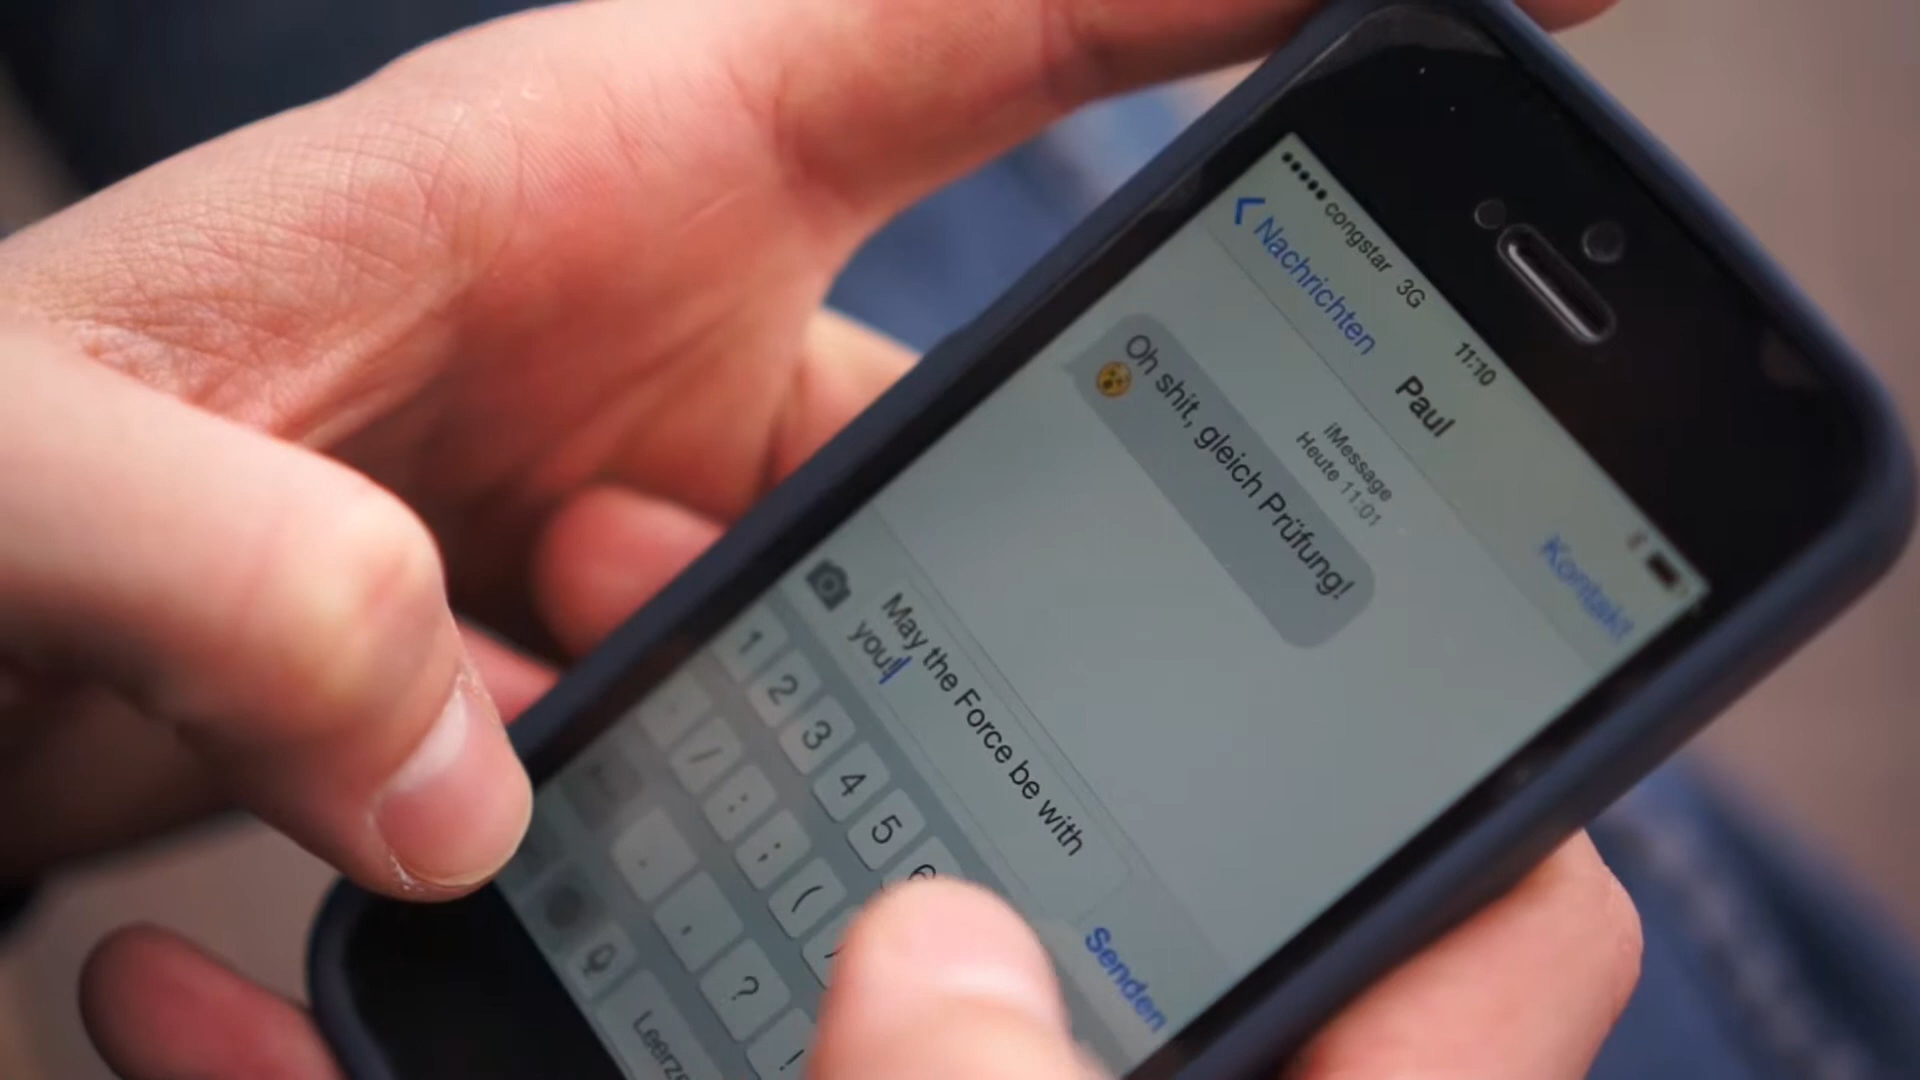 congstar 3G 11:10
Nachrichten Paul Kontakt
iMessage
Heute 11:01
Oh shit, gleich Prüfung!
😮
May the Force be with
you!
Senden
1 2 3 4 5 6
/ : ; (
. , ? !